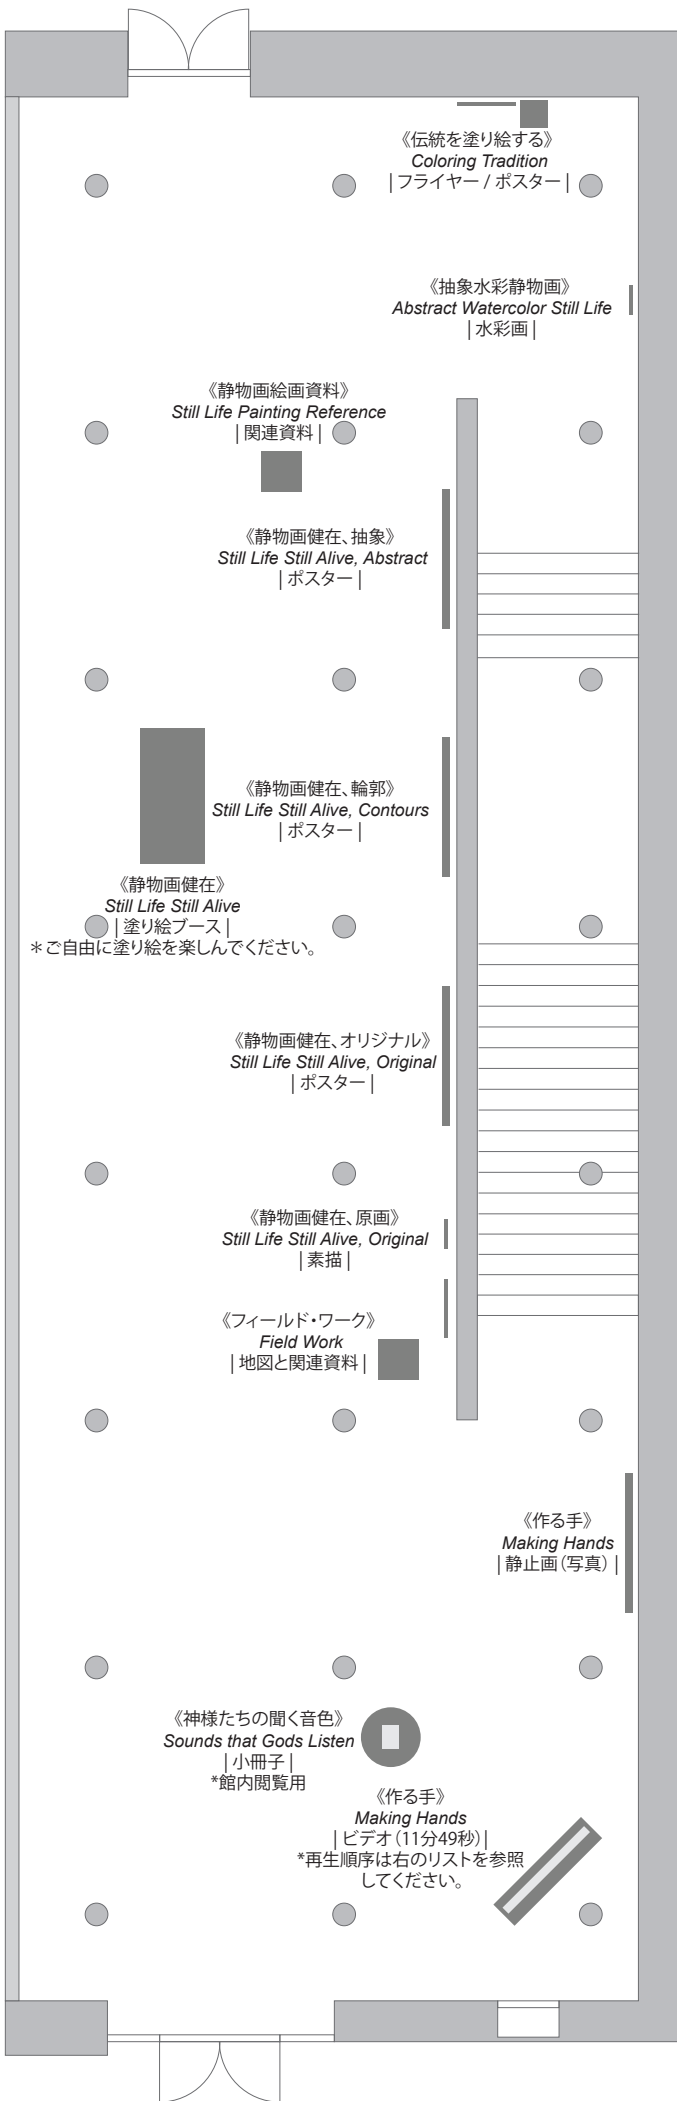 《伝統を塗り絵する》
Coloring Tradition
| フライヤー / ポスター |
《抽象水彩静物画》
Abstract Watercolor Still Life
| 水彩画 |
《静物画絵画資料》
Still Life Painting Reference
| 関連資料 |
《静物画健在、抽象》
Still Life Still Alive, Abstract
| ポスター |
《静物画健在、輪郭》
Still Life Still Alive, Contours
| ポスター |
《静物画健在》
Still Life Still Alive
| 塗り絵ブース |
＊ご自由に塗り絵を楽しんでください。
《静物画健在、オリジナル》
Still Life Still Alive, Original
| ポスター |
《静物画健在、原画》
Still Life Still Alive, Original
| 素描 |
《フィールド・ワーク》
Field Work
| 地図と関連資料 |
《作る手》
Making Hands
| 静止画（写真） |
《神様たちの聞く音色》
Sounds that Gods Listen
| 小冊子 |
*館内閲覧用
《作る手》
Making Hands
| ビデオ（11分49秒） |
*再生順序は右のリストを参照
してください。